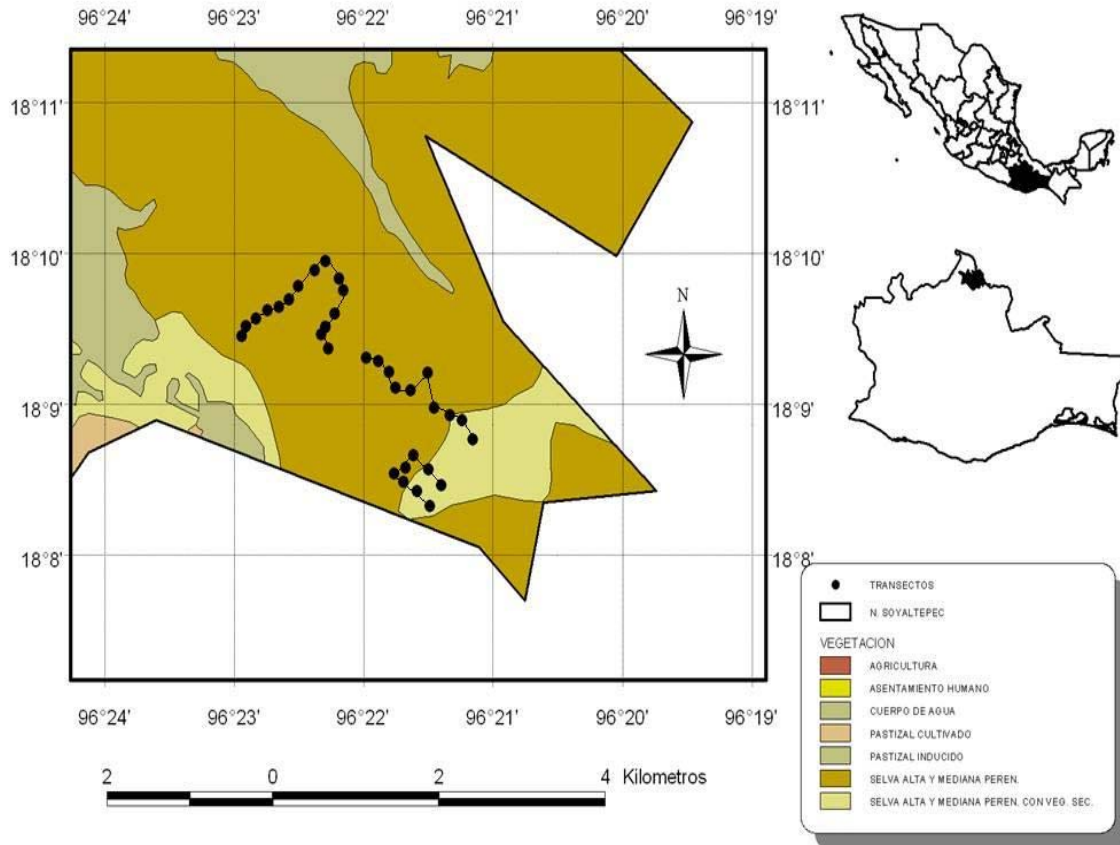 96°24' 96°23' 96°22' 96°21' 96°20' 96°19'
18°11' 18°11'
18°10' 18°10'
N
18°9' 18°9'
18°8' 18°8'
96°24' 96°23' 96°22' 96°21' 96°20' 96°19'
2 0 2 4 Kilometros
TRANSECTOS
N. SOYALTEPEC
VEGETACION
AGRICULTURA
ASENTAMIENTO HUMANO
CUERPO DE AGUA
PASTIZAL CULTIVADO
PASTIZAL INDUCIDO
SELVA ALTA Y MEDIANA PEREN.
SELVA ALTA Y MEDIANA PEREN. CON VEG. SEC.